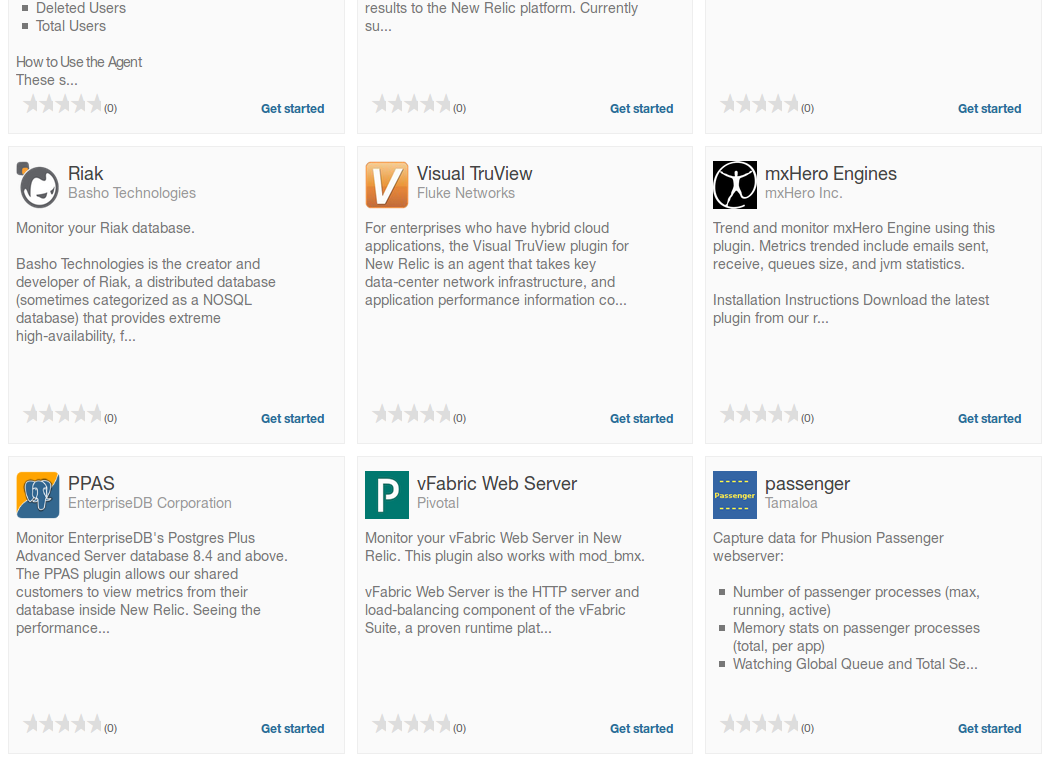 Deleted Users
Total Users
How to Use the Agent
These s...
(0)
Get started
results to the New Relic platform. Currently
su...
(0)
Get started
(0)
Get started
Riak
Basho Technologies
Monitor your Riak database.
Basho Technologies is the creator and
developer of Riak, a distributed database
(sometimes categorized as a NOSQL
database) that provides extreme
high-availability, f...
(0)
Get started
V
Visual TruView
Fluke Networks
For enterprises who have hybrid cloud
applications, the Visual TruView plugin for
New Relic is an agent that takes key
data-center network infrastructure, and
application performance information co...
(0)
Get started
mxHero Engines
mxHero Inc.
Trend and monitor mxHero Engine using this
plugin. Metrics trended include emails sent,
receive, queues size, and jvm statistics.
Installation Instructions Download the latest
plugin from our r...
(0)
Get started
PPAS
EnterpriseDB Corporation
Monitor EnterpriseDB's Postgres Plus
Advanced Server database 8.4 and above.
The PPAS plugin allows our shared
customers to view metrics from their
database inside New Relic. Seeing the
performance...
(0)
Get started
P
vFabric Web Server
Pivotal
Monitor your vFabric Web Server in New
Relic. This plugin also works with mod_bmx.
vFabric Web Server is the HTTP server and
load-balancing component of the vFabric
Suite, a proven runtime plat...
(0)
Get started
Passenger
passenger
Tamaloa
Capture data for Phusion Passenger
webserver:
Number of passenger processes (max,
running, active)
Memory stats on passenger processes
(total, per app)
Watching Global Queue and Total Se...
(0)
Get started